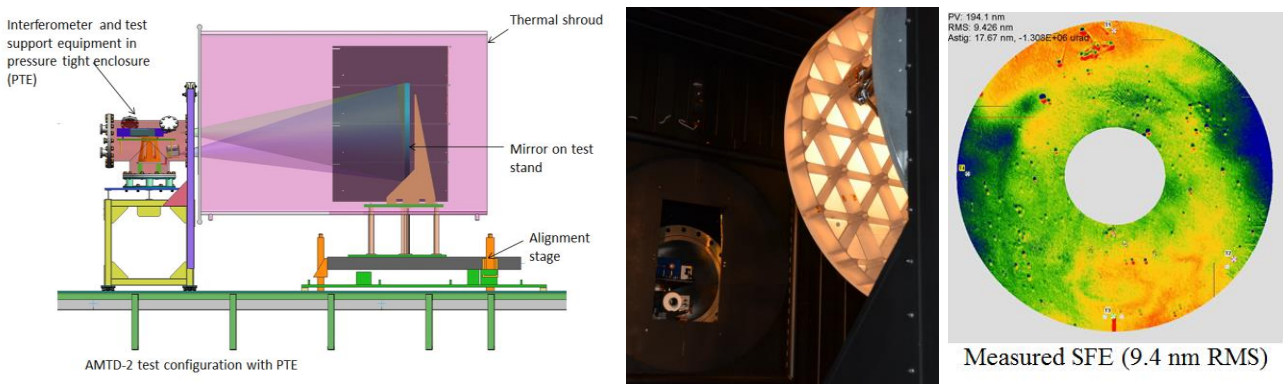 Interferometer and test
support equipment in
pressure tight enclosure
(PTE)
Thermal shroud
Mirror on test
stand
Alignment
stage
AMTD-2 test configuration with PTE
PV: 194.1 nm
RMS: 9.426 nm
Astig: 17.67 nm, -1.308E+06 urad
Measured SFE (9.4 nm RMS)